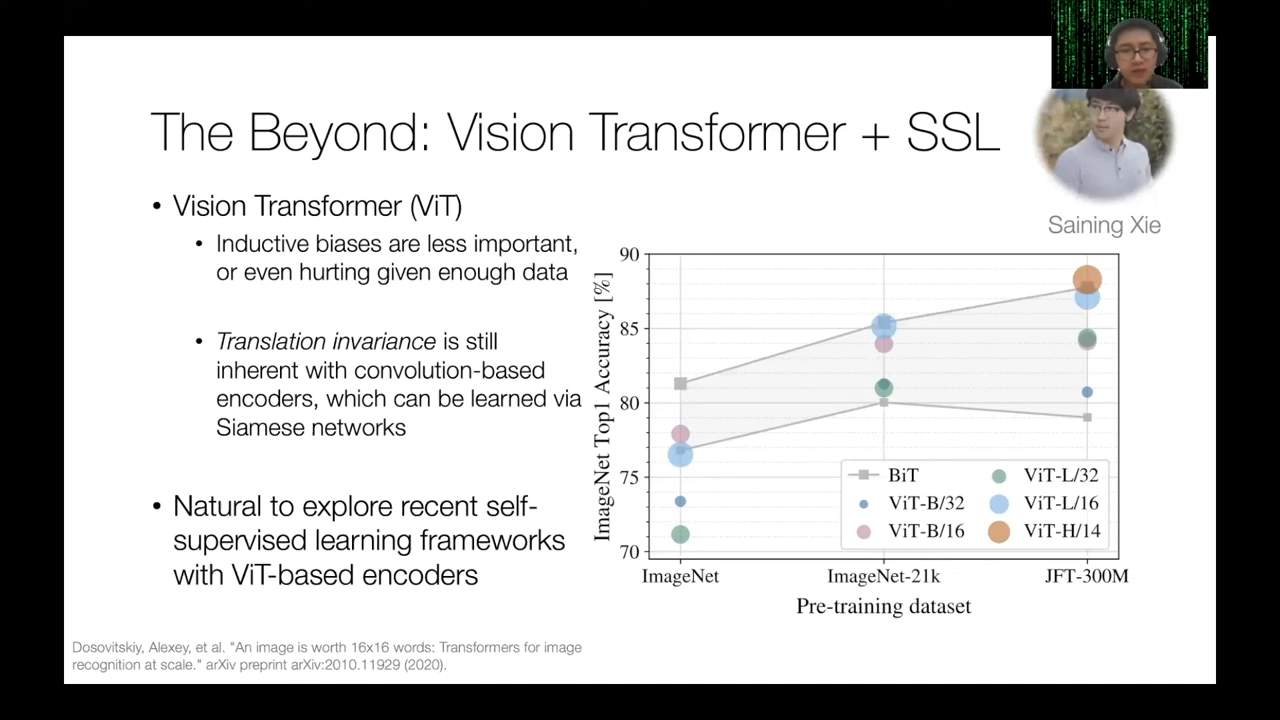 The Beyond: Vision Transformer + SSL
Saining Xie
• Vision Transformer (ViT)
• Inductive biases are less important,
or even hurting given enough data
• Translation invariance is still
inherent with convolution-based
encoders, which can be learned via
Siamese networks
• Natural to explore recent self-
supervised learning frameworks
with ViT-based encoders
ImageNet Top1 Accuracy [%]
90
85
80
75
70
BiT
ViT-B/32
ViT-B/16
ViT-L/32
ViT-L/16
ViT-H/14
ImageNet
ImageNet-21k
JFT-300M
Pre-training dataset
Dosovitskiy, Alexey, et al. "An image is worth 16x16 words: Transformers for image
recognition at scale." arXiv preprint arXiv:2010.11929 (2020).